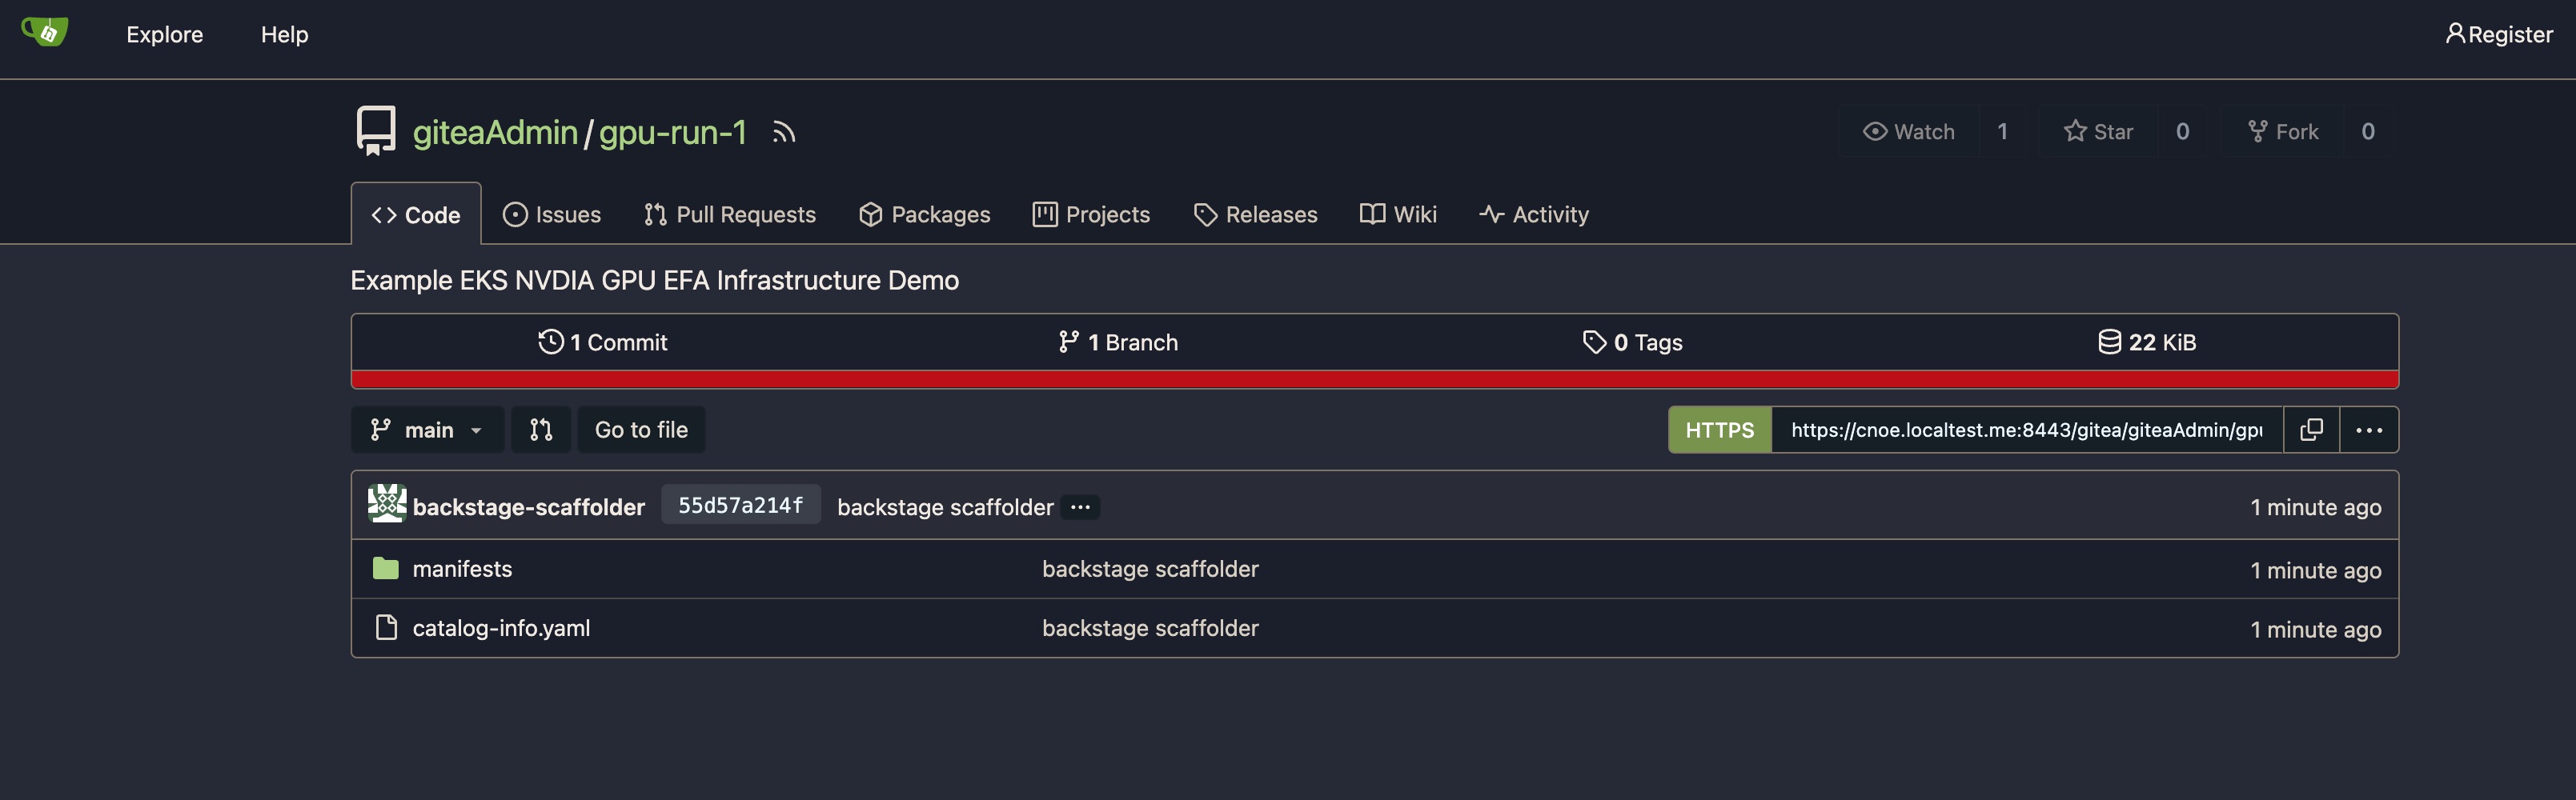 Explore Help Register
giteaAdmin/gpu-run-1 Watch 1 Star 0 Fork 0
Code Issues Pull Requests Packages Projects Releases Wiki Activity
Example EKS NVIDIA GPU EFA Infrastructure Demo
1 Commit 1 Branch 0 Tags 22 KiB
main Go to file HTTPS https://cnoe.localtest.me:8443/gitea/giteaAdmin/gpu
backstage-scaffolder 55d57a214f backstage scaffolder ... 1 minute ago
manifests backstage scaffolder 1 minute ago
catalog-info.yaml backstage scaffolder 1 minute ago